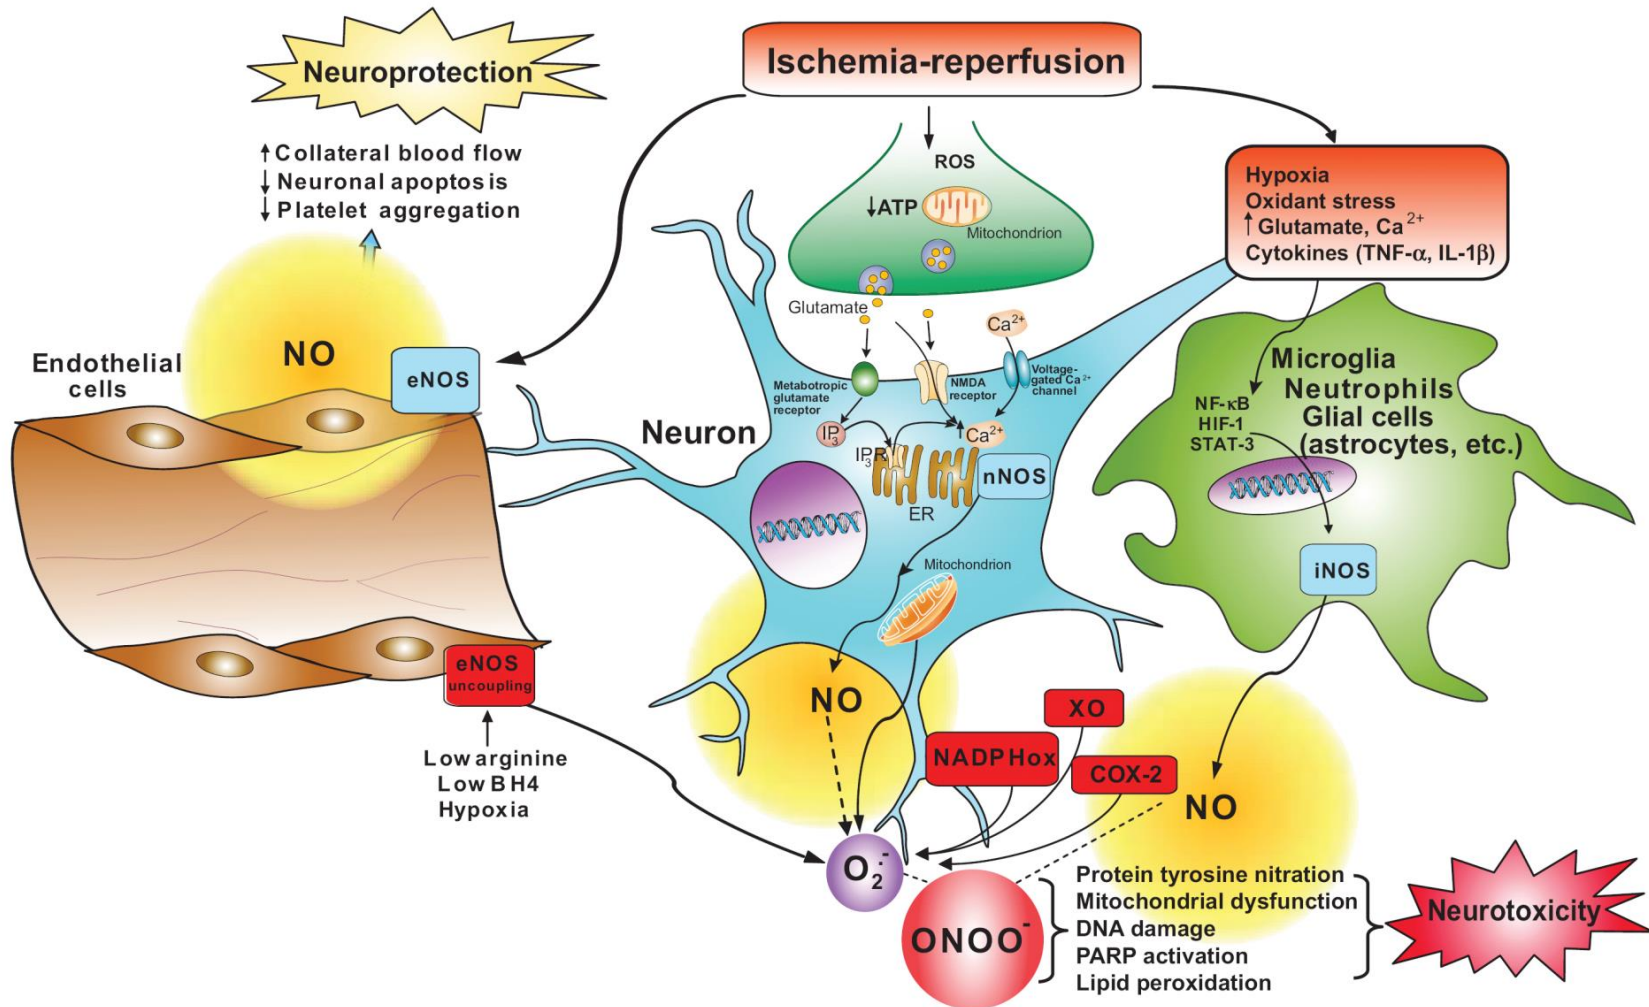 Neuroprotection
↑ Collateral blood flow
↓ Neuronal apoptosis
↓ Platelet aggregation
Ischemia-reperfusion
ROS
↓ATP
Mitochondrion
Glutamate
Hypoxia
Oxidant stress
↑ Glutamate, Ca²⁺
Cytokines (TNF-α, IL-1β)
NO
eNOS
Endothelial
cells
Ca²⁺
Metabotropic
glutamate
receptor
NMDA
receptor
Voltage-
gated Ca²⁺
channel
Neuron
IP₃
IP₃R
↑ Ca²⁺
nNOS
ER
Mitochondrion
NO
Microglia
Neutrophils
Glial cells
(astrocytes, etc.)
NF-κB
HIF-1
STAT-3
iNOS
NO
eNOS
uncoupling
Low arginine
Low BH4
Hypoxia
XO
NADPHox
COX-2
O₂·⁻
ONOO⁻
Protein tyrosine nitration
Mitochondrial dysfunction
DNA damage
PARP activation
Lipid peroxidation
Neurotoxicity